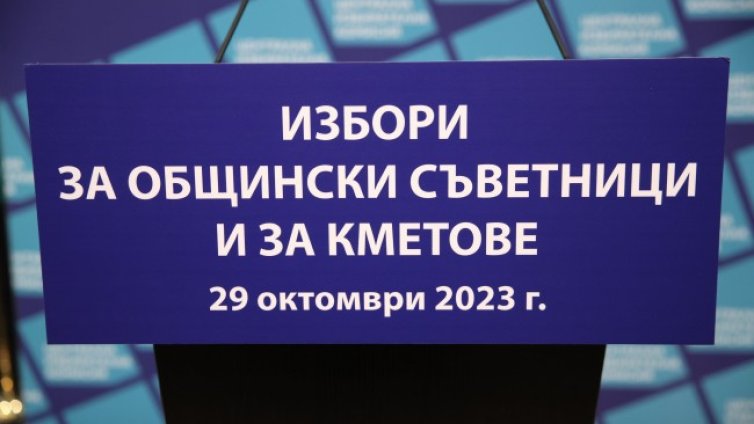 ИЗБОРИ
ЗА ОБЩИНСКИ СЪВЕТНИЦИ
И ЗА КМЕТОВЕ
29 октомври 2023 г.